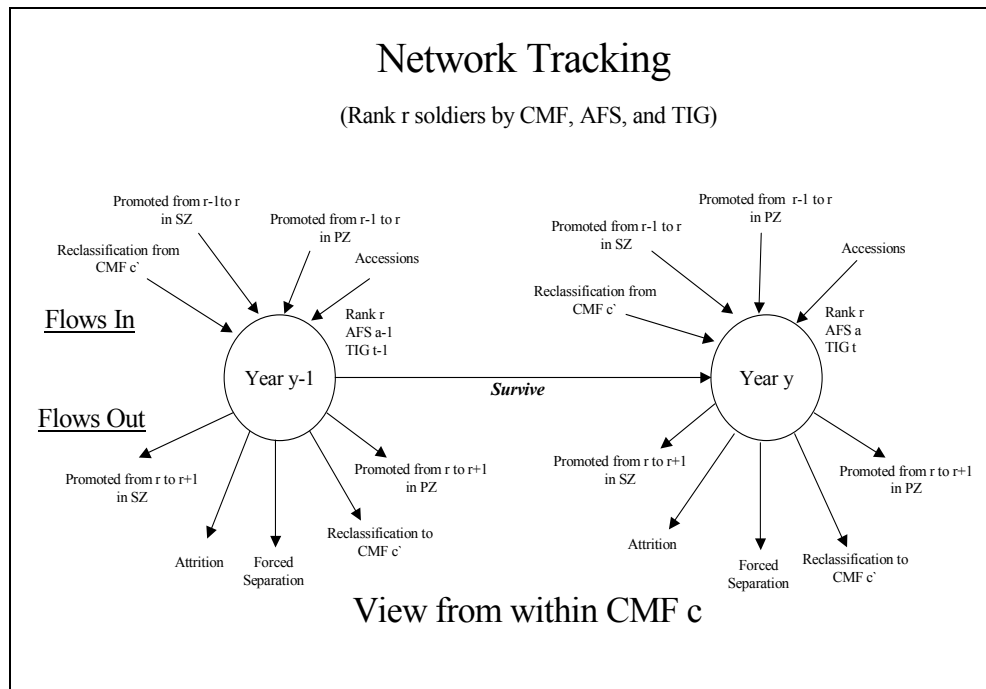 Network Tracking
(Rank r soldiers by CMF, AFS, and TIG)
Promoted from r-1to r
in SZ
Promoted from r-1 to r
in PZ
Reclassification from
CMF c`
Accessions
Flows In
Rank r
AFS a-1
TIG t-1
Year y-1
Survive
Flows Out
Promoted from r to r+1
in SZ
Attrition
Forced
Separation
Reclassification to
CMF c`
Promoted from r to r+1
in PZ
Promoted from r-1 to r
in SZ
Promoted from  r-1 to r
in PZ
Accessions
Reclassification from
CMF c`
Rank r
AFS a
TIG t
Year y
Promoted from r to r+1
in SZ
Attrition
Forced
Separation
Reclassification to
CMF c`
Promoted from r to r+1
in PZ
View from within CMF c